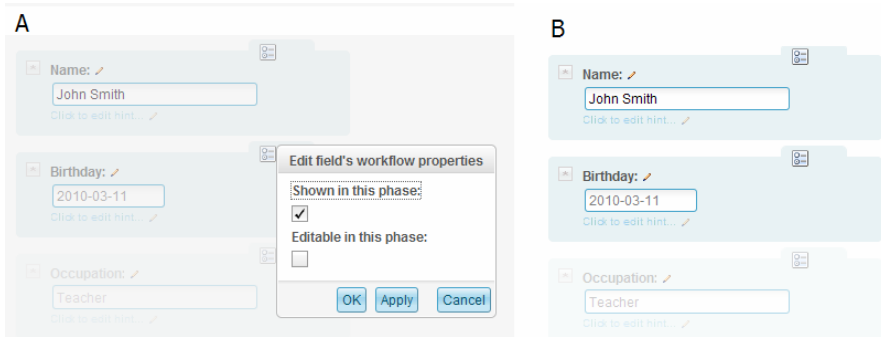 A
Name:
John Smith
Click to edit hint...
Birthday:
2010-03-11
Click to edit hint...
Occupation:
Teacher
Click to edit hint...
Edit field's workflow properties
Shown in this phase:
Editable in this phase:
OK Apply Cancel
B
Name:
John Smith
Click to edit hint...
Birthday:
2010-03-11
Click to edit hint...
Occupation:
Teacher
Click to edit hint...